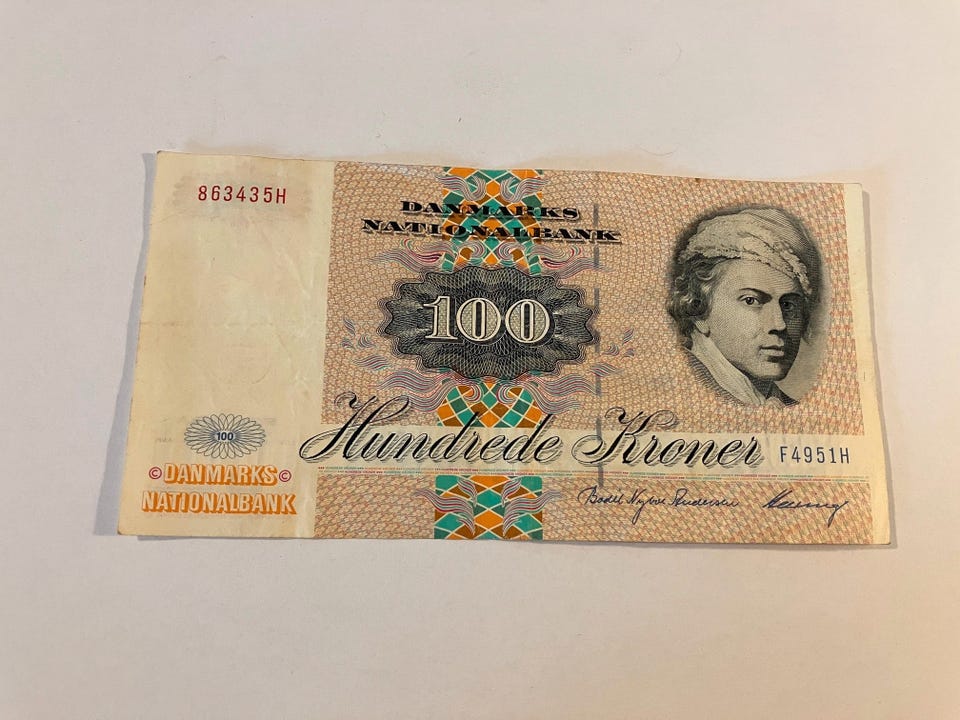 863435H
DANMARKS
NATIONALBANK
100
Hundrede Kroner
F4951H
100
© DANMARKS ©
NATIONALBANK